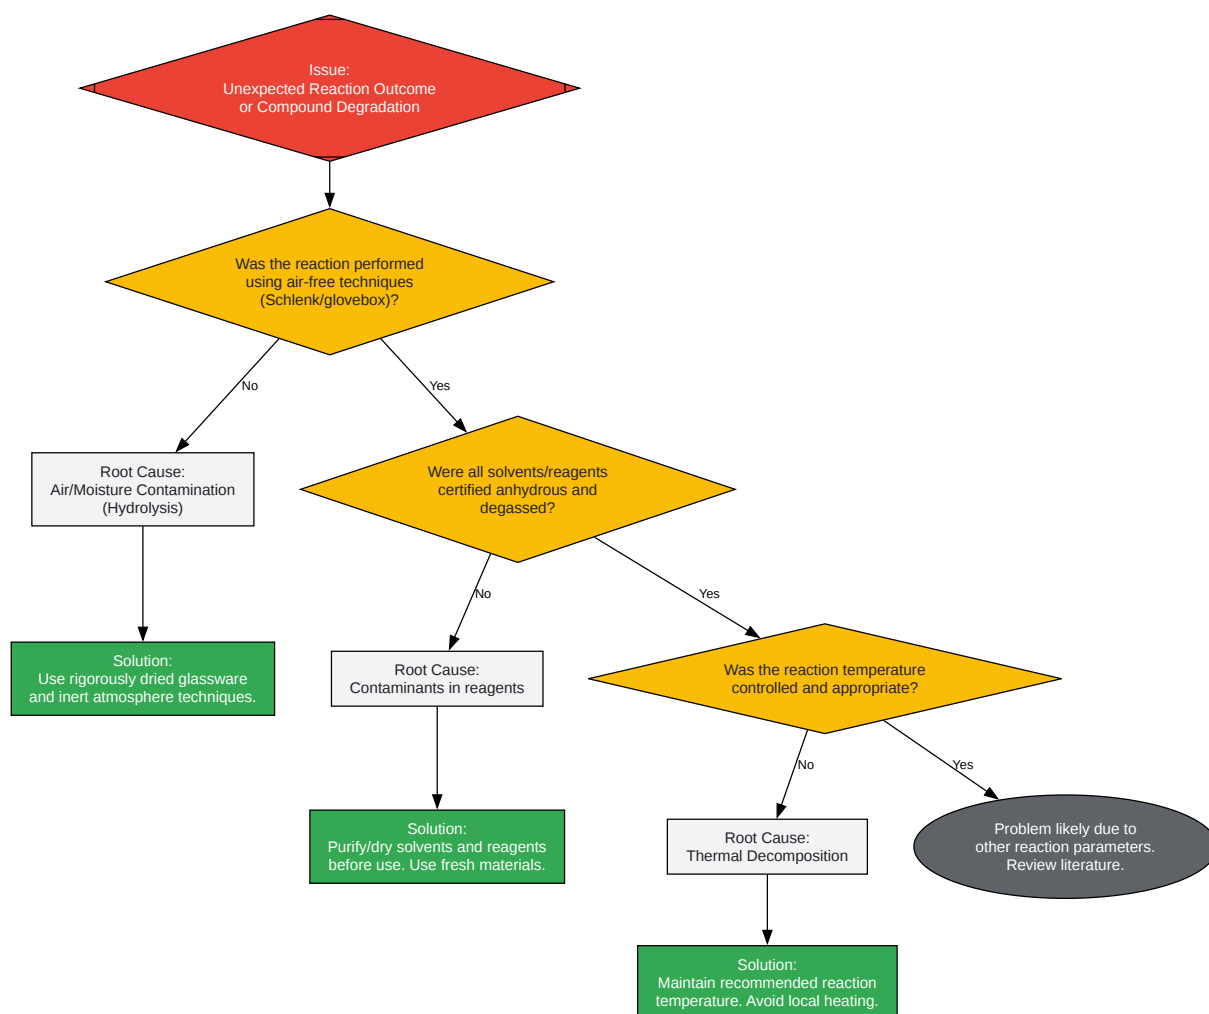 Issue:
Unexpected Reaction Outcome
or Compound Degradation
Was the reaction performed
using air-free techniques
(Schlenk/glovebox)?
No
Yes
Root Cause:
Air/Moisture Contamination
(Hydrolysis)
Were all solvents/reagents
certified anhydrous and
degassed?
No
Yes
Solution:
Use rigorously dried glassware
and inert atmosphere techniques.
Root Cause:
Contaminants in reagents
Was the reaction temperature
controlled and appropriate?
No
Yes
Solution:
Purify/dry solvents and reagents
before use. Use fresh materials.
Root Cause:
Thermal Decomposition
Problem likely due to
other reaction parameters.
Review literature.
Solution:
Maintain recommended reaction
temperature. Avoid local heating.